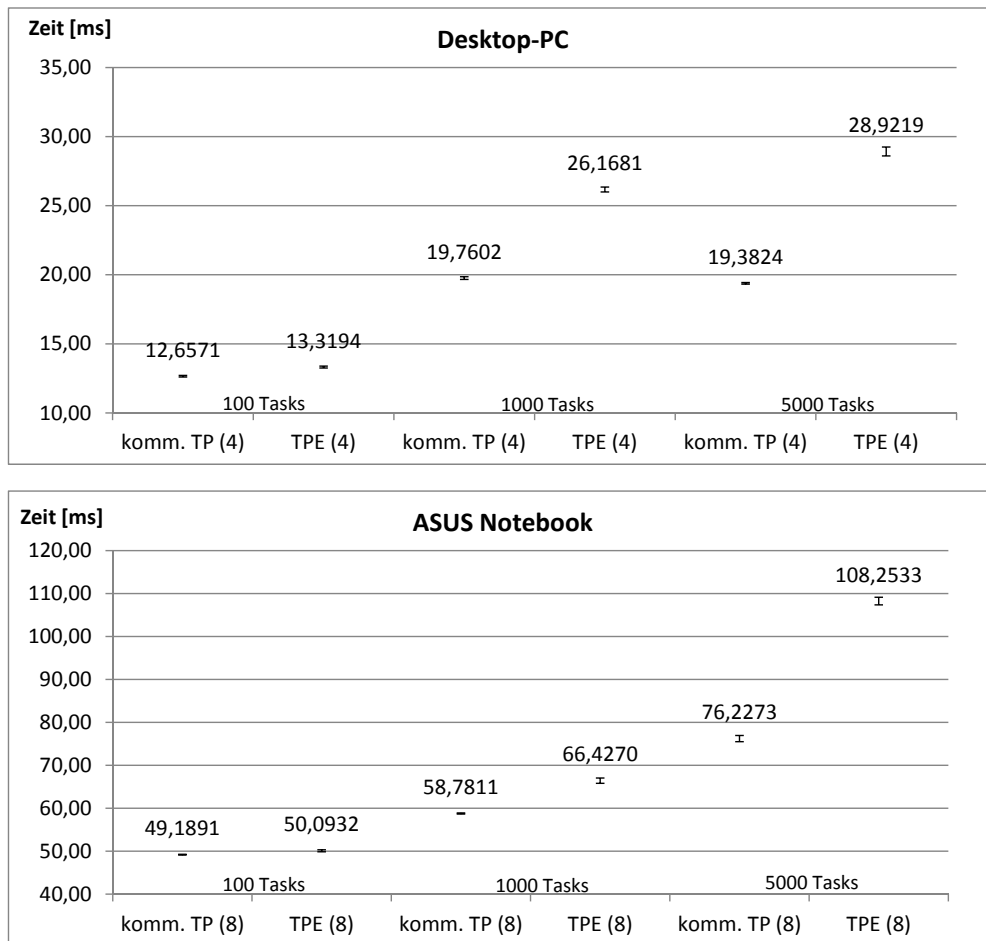 Zeit [ms]
Desktop-PC
35,00
30,00
25,00
20,00
15,00
10,00
12,6571
13,3194
19,7602
26,1681
19,3824
28,9219
100 Tasks
1000 Tasks
5000 Tasks
komm. TP (4)
TPE (4)
komm. TP (4)
TPE (4)
komm. TP (4)
TPE (4)
Zeit [ms]
ASUS Notebook
120,00
110,00
100,00
90,00
80,00
70,00
60,00
50,00
40,00
49,1891
50,0932
58,7811
66,4270
76,2273
108,2533
100 Tasks
1000 Tasks
5000 Tasks
komm. TP (8)
TPE (8)
komm. TP (8)
TPE (8)
komm. TP (8)
TPE (8)